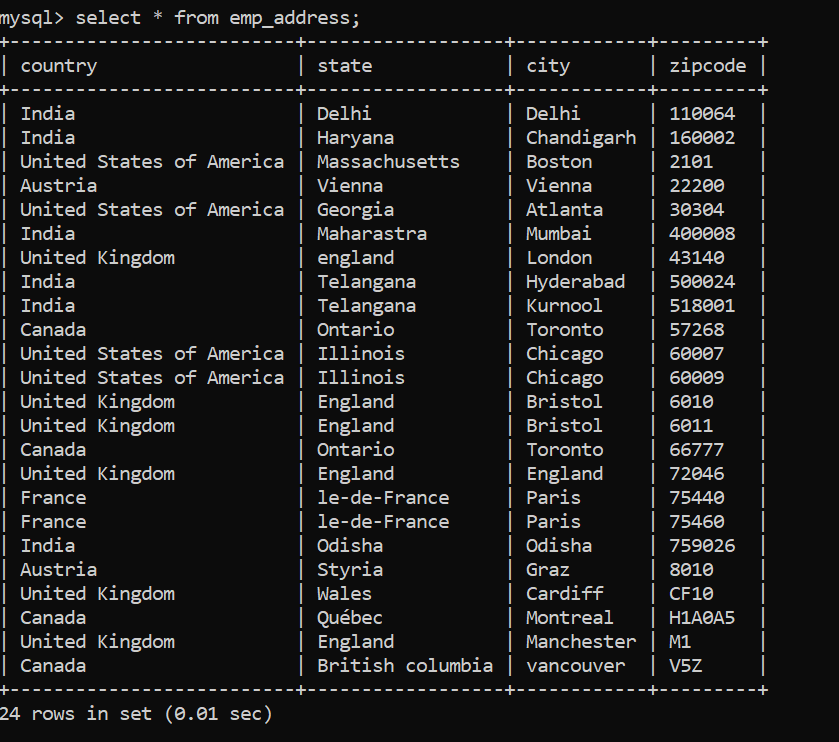 mysql> select * from emp_address;
+--------------------------+------------------+------------+---------+
| country                  | state            | city       | zipcode |
+--------------------------+------------------+------------+---------+
| India                    | Delhi            | Delhi      | 110064  |
| India                    | Haryana          | Chandigarh | 160002  |
| United States of America | Massachusetts    | Boston     | 2101    |
| Austria                  | Vienna           | Vienna     | 22200   |
| United States of America | Georgia          | Atlanta    | 30304   |
| India                    | Maharastra       | Mumbai     | 400008  |
| United Kingdom           | england          | London     | 43140   |
| India                    | Telangana        | Hyderabad  | 500024  |
| India                    | Telangana        | Kurnool    | 518001  |
| Canada                   | Ontario          | Toronto    | 57268   |
| United States of America | Illinois         | Chicago    | 60007   |
| United States of America | Illinois         | Chicago    | 60009   |
| United Kingdom           | England          | Bristol    | 6010    |
| United Kingdom           | England          | Bristol    | 6011    |
| Canada                   | Ontario          | Toronto    | 66777   |
| United Kingdom           | England          | England    | 72046   |
| France                   | le-de-France     | Paris      | 75440   |
| France                   | le-de-France     | Paris      | 75460   |
| India                    | Odisha           | Odisha     | 759026  |
| Austria                  | Styria           | Graz       | 8010    |
| United Kingdom           | Wales            | Cardiff    | CF10    |
| Canada                   | Québec           | Montreal   | H1A0A5  |
| United Kingdom           | England          | Manchester | M1      |
| Canada                   | British columbia | vancouver  | V5Z     |
+--------------------------+------------------+------------+---------+
24 rows in set (0.01 sec)